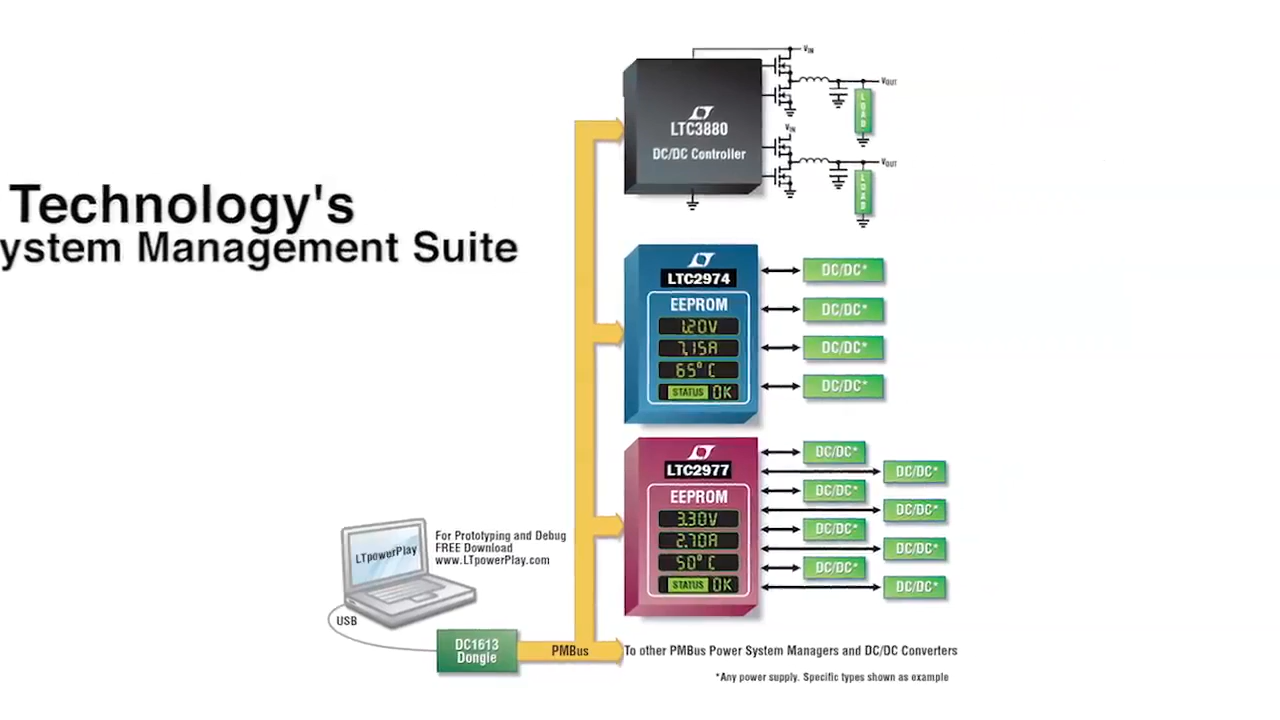 Technology's
ystem Management Suite
LTC3880
DC/DC Controller
VIN
VOUT
LOAD
VIN
VOUT
LOAD
LTC2974
EEPROM
1.20V
7.15A
65°C
STATUS OK
DC/DC*
DC/DC*
DC/DC*
DC/DC*
LTC2977
EEPROM
3.30V
2.70A
50°C
STATUS OK
DC/DC*
DC/DC*
DC/DC*
DC/DC*
DC/DC*
DC/DC*
DC/DC*
DC/DC*
LTpowerPlay
For Prototyping and Debug
FREE Download
www.LTpowerPlay.com
USB
DC1613
Dongle
PMBus
To other PMBus Power System Managers and DC/DC Converters
*Any power supply. Specific types shown as example